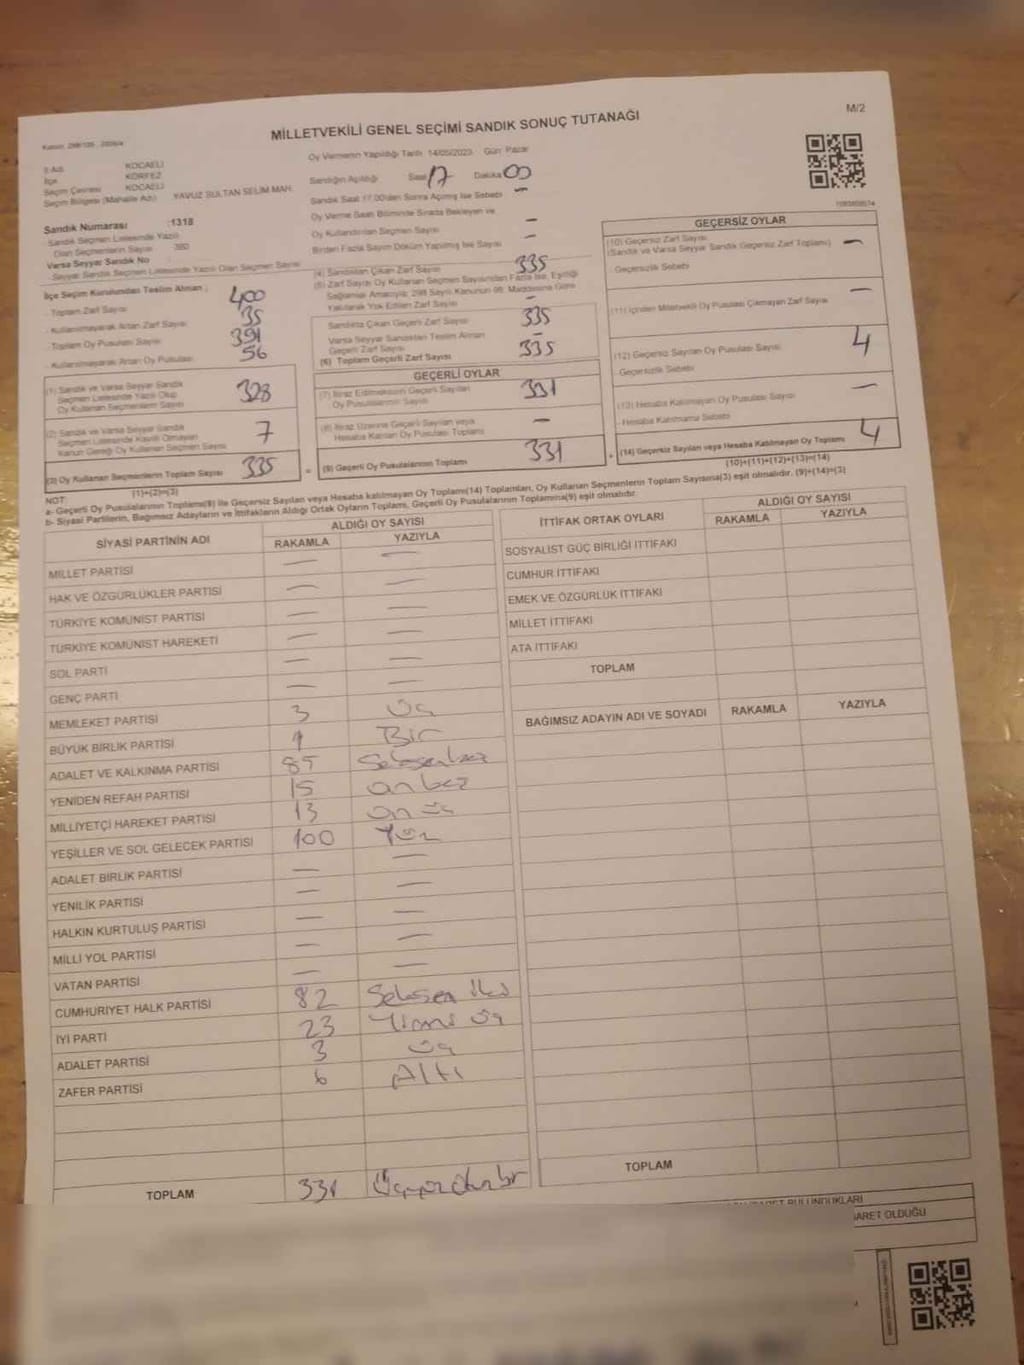 MİLLETVEKİLİ GENEL SEÇİMİ SANDIK SONUÇ TUTANAĞI
M/2
İl Adı KOCAELİ
İlçe KÖRFEZ
Seçim Çevresi KOCAELİ
Seçim Bölgesi (Mahalle Adı) YAVUZ SULTAN SELİM MAH.
Sandık Numarası :1318
Sandık Seçmen Listesinde Yazılı
Olan Seçmenlerin Sayısı 380
Varsa Seyyar Sandık No
Seyyar Sandık Seçmen Listesinde Yazılı Olan Seçmen Sayısı
Oy Vermenin Yapıldığı Tarih 14/05/2023 Gün Pazar
Sandığın Açıldığı Saat 17 Dakika 00
Sandık Saat 17.00'den Sonra Açılmış İse Sebebi —
Oy Verme Saati Bitiminde Sırada Bekleyen ve
Oy Kullandırılan Seçmen Sayısı —
Birden Fazla Sayım Döküm Yapılmış İse Sayısı —
İlçe Seçim Kurulundan Teslim Alınan ;
- Toplam Zarf Sayısı 400
- Kullanılmayarak Artan Zarf Sayısı 35
- Toplam Oy Pusulası Sayısı 391
- Kullanılmayarak Artan Oy Pusulası 56
(1) Sandık ve Varsa Seyyar Sandık
Seçmen Listesinde Yazılı Olup
Oy Kullanan Seçmenlerin Sayısı 328
(2) Sandık ve Varsa Seyyar Sandık
Seçmen Listesinde Kayıtlı Olmayan
Kanun Gereği Oy Kullanan Seçmen Sayısı 7
(3) Oy Kullanan Seçmenlerin Toplam Sayısı 335
(1)+(2)=(3)
(4) Sandıktan Çıkan Zarf Sayısı 335
(5) Zarf Sayısı Oy Kullanan Seçmen Sayısından Fazla İse, Eşitliği
Sağlamak Amacıyla, 298 Sayılı Kanunun 98. Maddesine Göre
Yakılarak Yok Edilen Zarf Sayısı —
Sandıkta Çıkan Geçerli Zarf Sayısı 335
Varsa Seyyar Sandıktan Teslim Alınan
Geçerli Zarf Sayısı —
(6) Toplam Geçerli Zarf Sayısı 335
GEÇERLİ OYLAR
(7) İtiraz Edilmeksizin Geçerli Sayılan
Oy Pusulalarının Sayısı 331
(8) İtiraz Üzerine Geçerli Sayılan veya
Hesaba Katılan Oy Pusulası Toplamı —
= (9) Geçerli Oy Pusulalarının Toplamı 331
GEÇERSİZ OYLAR
(10) Geçersiz Zarf Sayısı
(Sandık ve Varsa Seyyar Sandık Geçersiz Zarf Toplamı) —
Geçersizlik Sebebi
(11) İçinden Milletvekili Oy Pusulası Çıkmayan Zarf Sayısı —
(12) Geçersiz Sayılan Oy Pusulası Sayısı 4
Geçersizlik Sebebi
(13) Hesaba Katılmayan Oy Pusulası Sayısı —
- Hesaba Katılmama Sebebi
+ (14) Geçersiz Sayılan veya Hesaba Katılmayan Oy Toplamı 4
(10)+(11)+(12)+(13)=(14)
NOT:
a- Geçerli Oy Pusulalarının Toplamı(9) ile Geçersiz Sayılan veya Hesaba katılmayan Oy Toplamı(14) Toplamları, Oy Kullanan Seçmenlerin Toplam Sayısına(3) eşit olmalıdır. (9)+(14)=(3)
b- Siyasi Partilerin, Bağımsız Adayların ve İttifakların Aldığı Ortak Oyların Toplamı, Geçerli Oy Pusulalarının Toplamına(9) eşit olmalıdır.
SİYASİ PARTİNİN ADI ALDIĞI OY SAYISI
RAKAMLA YAZIYLA
MİLLET PARTİSİ — —
HAK VE ÖZGÜRLÜKLER PARTİSİ — —
TÜRKİYE KOMÜNİST PARTİSİ — —
TÜRKİYE KOMÜNİST HAREKETİ — —
SOL PARTİ — —
GENÇ PARTİ — —
MEMLEKET PARTİSİ 3 Üç
BÜYÜK BİRLİK PARTİSİ 1 Bir
ADALET VE KALKINMA PARTİSİ 85 Seksenbeş
YENİDEN REFAH PARTİSİ 15 onbeş
MİLLİYETÇİ HAREKET PARTİSİ 13 on üç
YEŞİLLER VE SOL GELECEK PARTİSİ 100 Yüz
ADALET BİRLİK PARTİSİ — —
YENİLİK PARTİSİ — —
HALKIN KURTULUŞ PARTİSİ — —
MİLLİ YOL PARTİSİ — —
VATAN PARTİSİ — —
CUMHURİYET HALK PARTİSİ 82 Seksen iki
İYİ PARTİ 23 Yirmi üç
ADALET PARTİSİ 3 üç
ZAFER PARTİSİ 6 Altı
TOPLAM 331 Üçyüzotuzbir
İTTİFAK ORTAK OYLARI ALDIĞI OY SAYISI
RAKAMLA YAZIYLA
SOSYALİST GÜÇ BİRLİĞİ İTTİFAKI
CUMHUR İTTİFAKI
EMEK VE ÖZGÜRLÜK İTTİFAKI
MİLLET İTTİFAKI
ATA İTTİFAKI
TOPLAM
BAĞIMSIZ ADAYIN ADI VE SOYADI RAKAMLA YAZIYLA
TOPLAM
BULUNDUKLARI
OLDUĞU